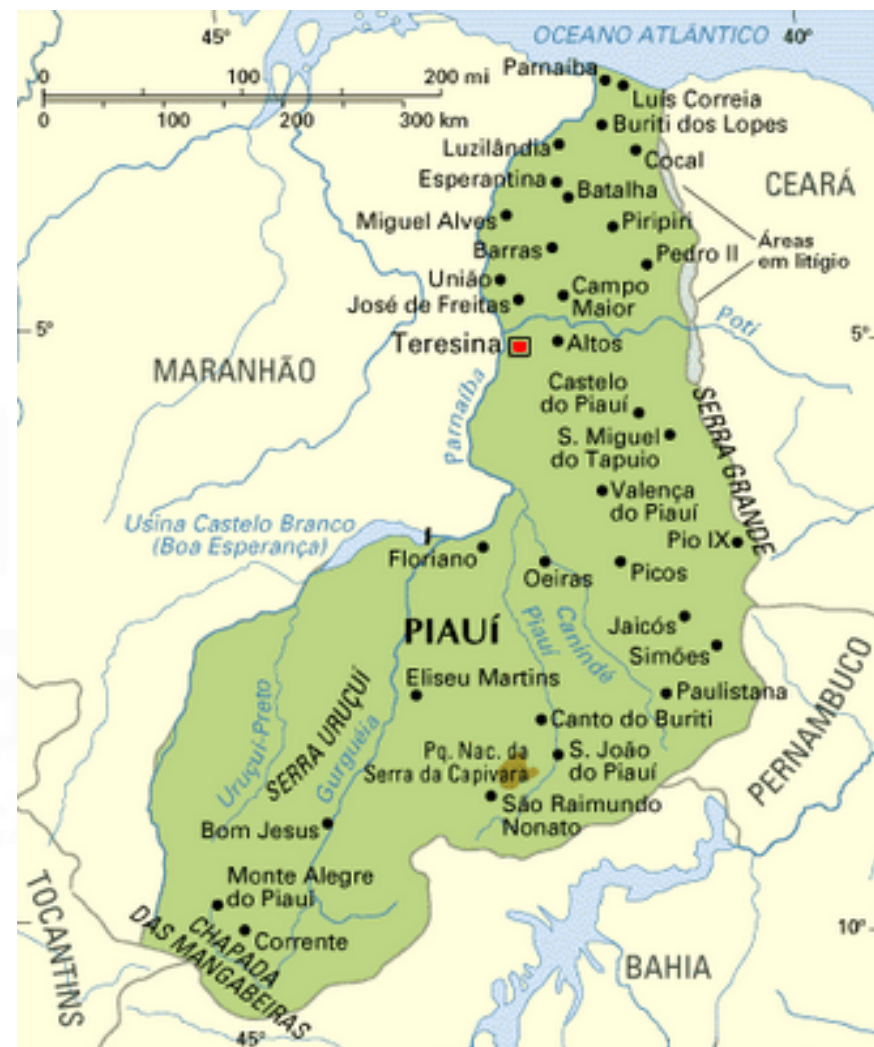 45°
40°
OCEANO ATLÂNTICO
0
100
200 mi
0
100
200
300 km
Parnaíba
Luís Correia
Buriti dos Lopes
Luzilândia
Cocal
Esperantina
Batalha
CEARÁ
Miguel Alves
Piripiri
Áreas
em litígio
Barras
Pedro II
União
Campo
Maior
José de Freitas
Poti
5°
5°
Teresina
Altos
MARANHÃO
Parnaíba
Castelo
do Piauí
SERRA GRANDE
S. Miguel
do Tapuio
Valença
do Piauí
Usina Castelo Branco
(Boa Esperança)
Pio IX
Floriano
Oeiras
Picos
PIAUÍ
Piauí
Canindé
Jaicós
Simões
Eliseu Martins
Paulistana
PERNAMBUCO
Canto do Buriti
Uruçuí-Preto
SERRA URUÇUÍ
Gurguéia
Pq. Nac. da
Serra da Capivara
S. João
do Piauí
São Raimundo
Nonato
Bom Jesus
Monte Alegre
do Piauí
TOCANTINS
Corrente
CHAPADA
DAS MANGABEIRAS
BAHIA
10°
45°